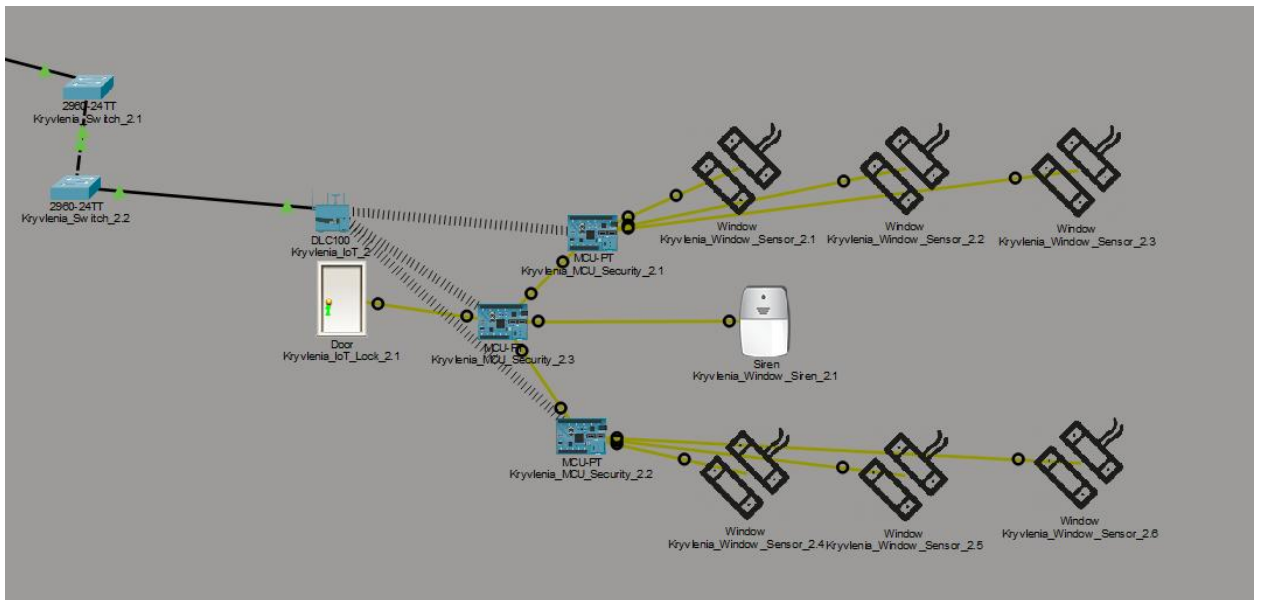 2960-24TT
Kryvlenia_Switch_2.1
2960-24TT
Kryvlenia_Switch_2.2
DLC100
Kryvlenia_IoT_2
MCU-PT
Kryvlenia_MCU_Security_2.1
Window
Kryvlenia_Window_Sensor_2.1
Window
Kryvlenia_Window_Sensor_2.2
Window
Kryvlenia_Window_Sensor_2.3
Door
Kryvlenia_IoT_Lock_2.1
MCU-PT
Kryvlenia_MCU_Security_2.3
Siren
Kryvlenia_Window_Siren_2.1
MCU-PT
Kryvlenia_MCU_Security_2.2
Window
Kryvlenia_Window_Sensor_2.4
Window
Kryvlenia_Window_Sensor_2.5
Window
Kryvlenia_Window_Sensor_2.6